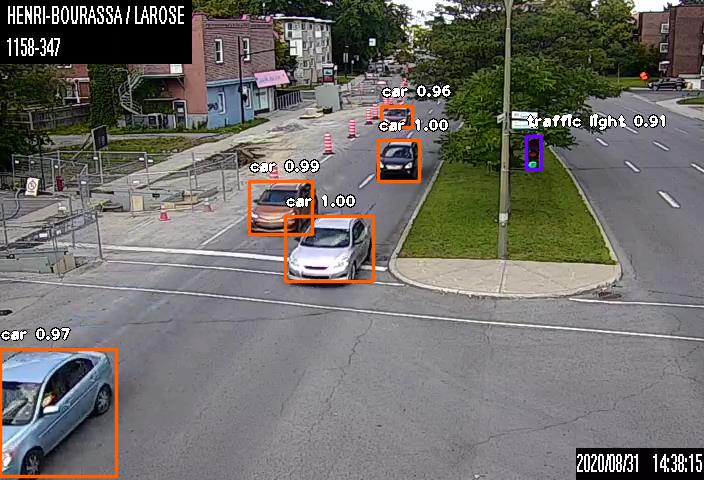 HENRI-BOURASSA / LAROSE
1158-347
car 0.96
traffic light 0.91
car 1.00
car 0.99
car 1.00
car 0.97
2020/08/31 14:38:15